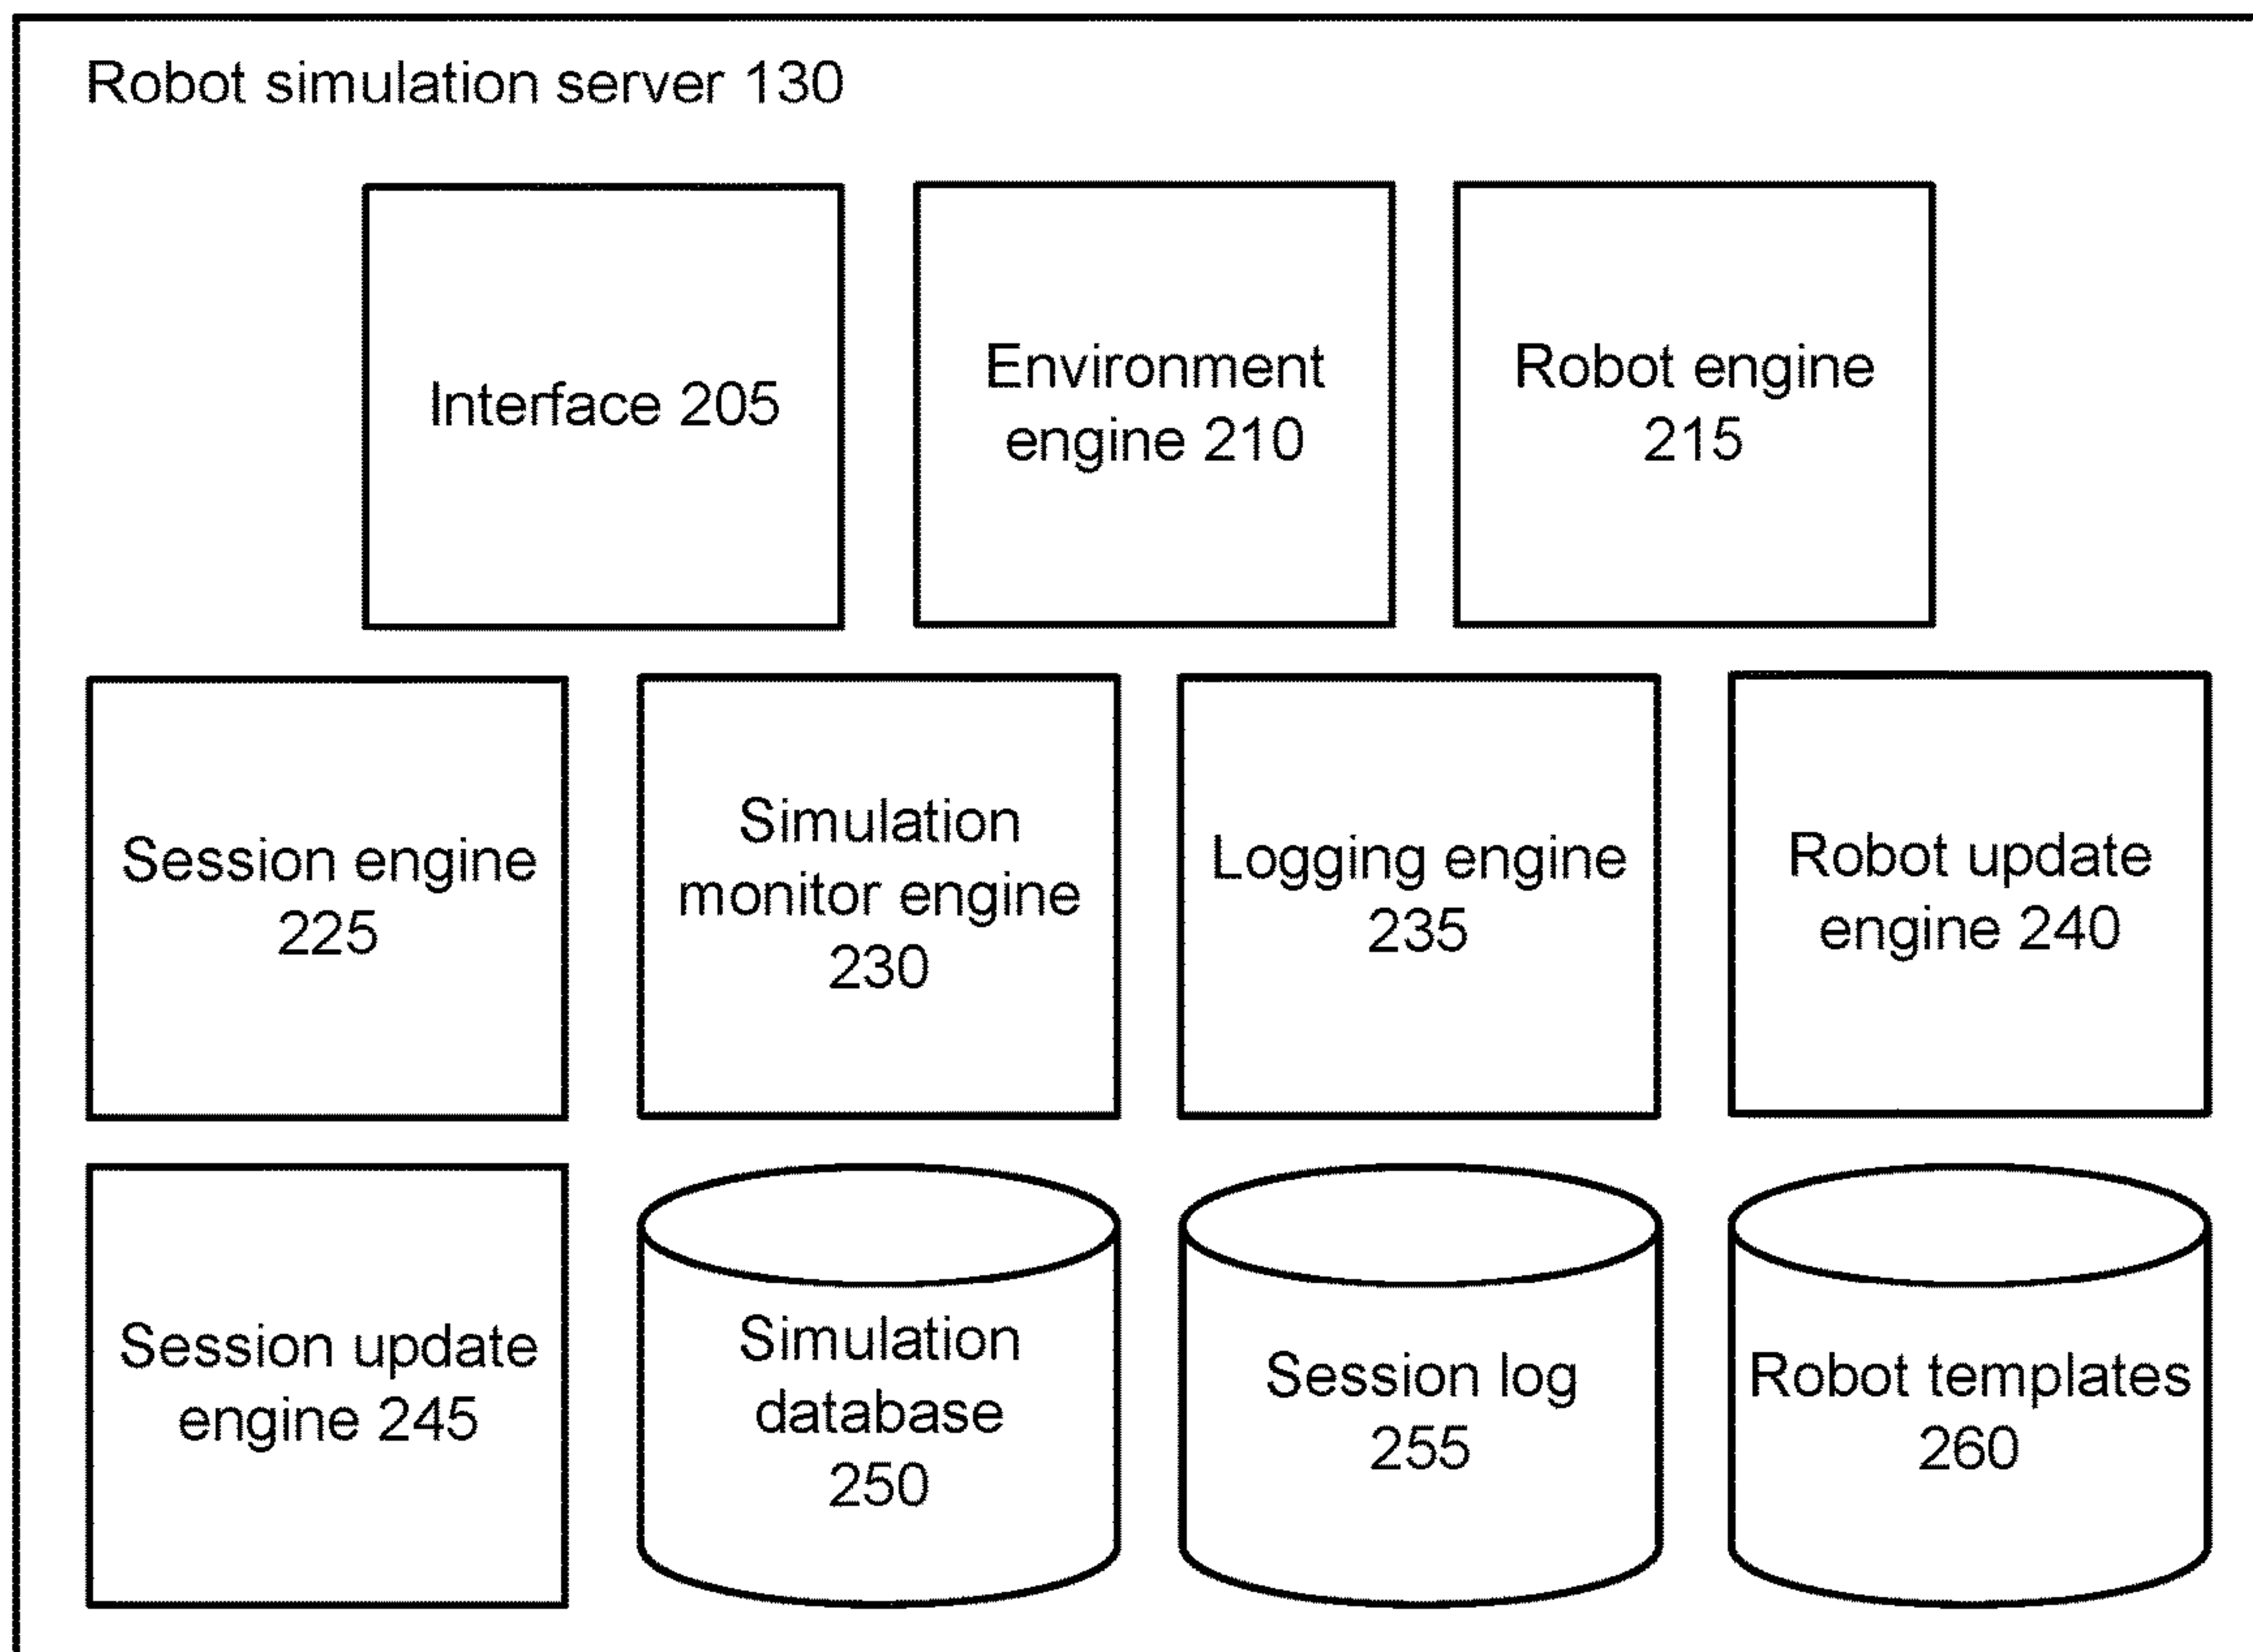 Robot simulation server 130
Interface 205
Environment
engine 210
Robot engine
215
Session engine
225
Simulation
monitor engine
230
Logging engine
235
Robot update
engine 240
Session update
engine 245
Simulation
database
250
Session log
255
Robot templates
260